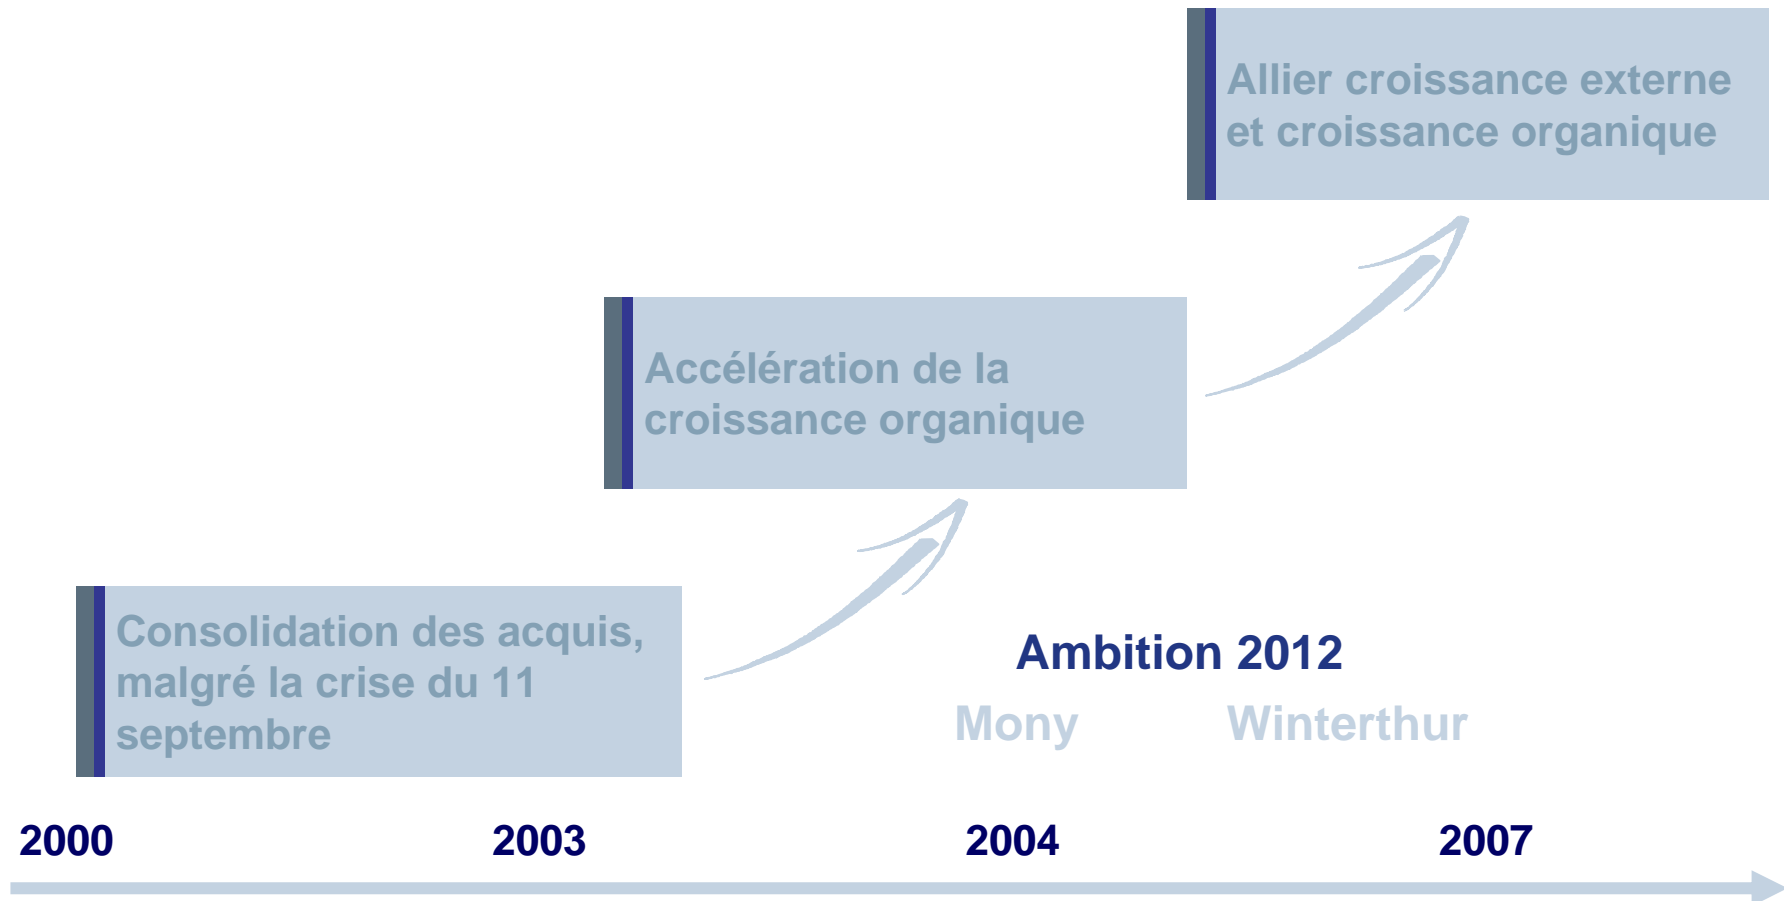 Allier croissance externe
et croissance organique
Accélération de la
croissance organique
Consolidation des acquis,
malgré la crise du 11
septembre
Ambition 2012
Mony Winterthur
2000 2003 2004 2007